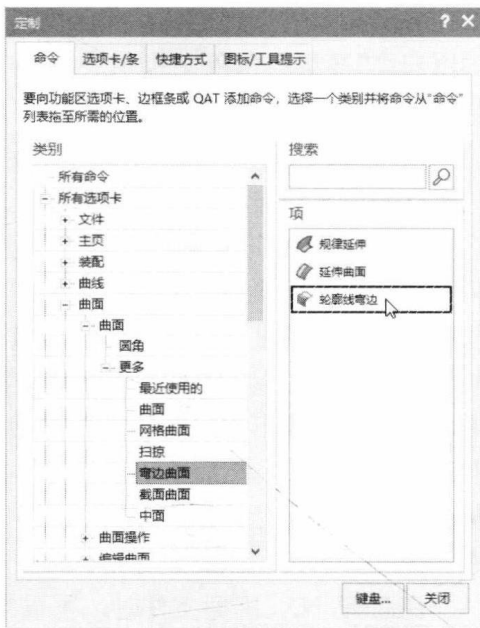 定制
? ×
命令 选项卡/条 快捷方式 图标/工具提示
要向功能区选项卡、边框条或 QAT 添加命令，选择一个类别并将命令从“命令”
列表拖至所需的位置。
类别
所有命令
所有选项卡
文件
主页
装配
曲线
曲面
曲面
圆角
更多
最近使用的
曲面
网格曲面
扫掠
弯边曲面
截面曲面
中面
曲面操作
编辑曲面
搜索
项
规律延伸
延伸曲面
轮廓线弯边
键盘...
关闭